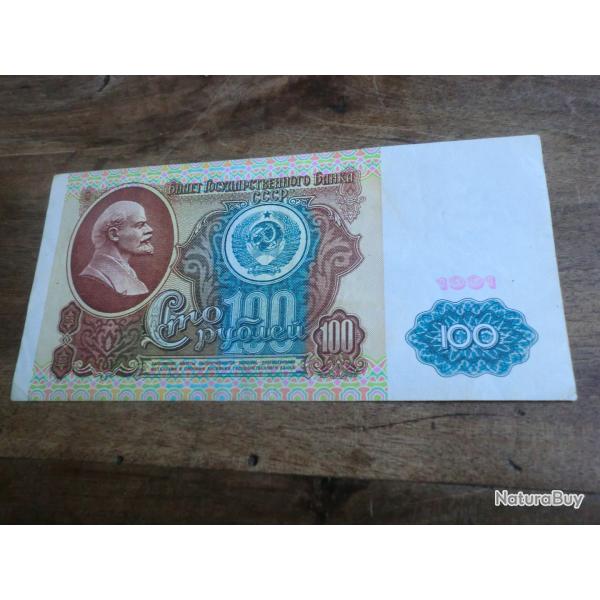 Билет Государственного Банка
СССР
1991
Сто 100
рублей 100
100
NaturaBuy